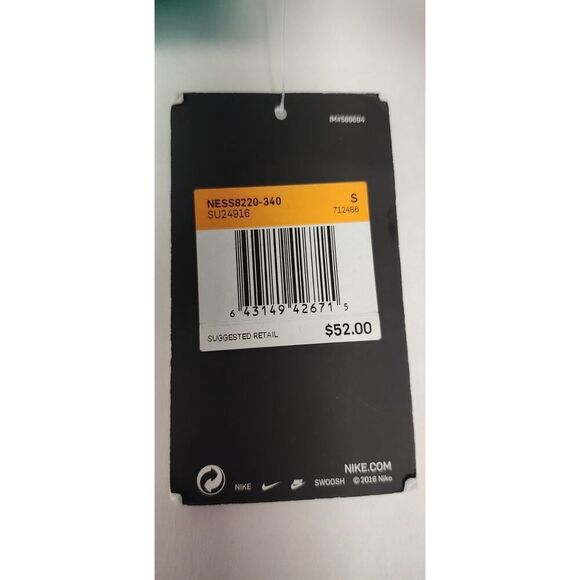 NESS8220-340 S
SU24916 712486
6 43149 42671 5
SUGGESTED RETAIL $52.00
NIKE.COM
NIKE SWOOSH © 2016 Nike